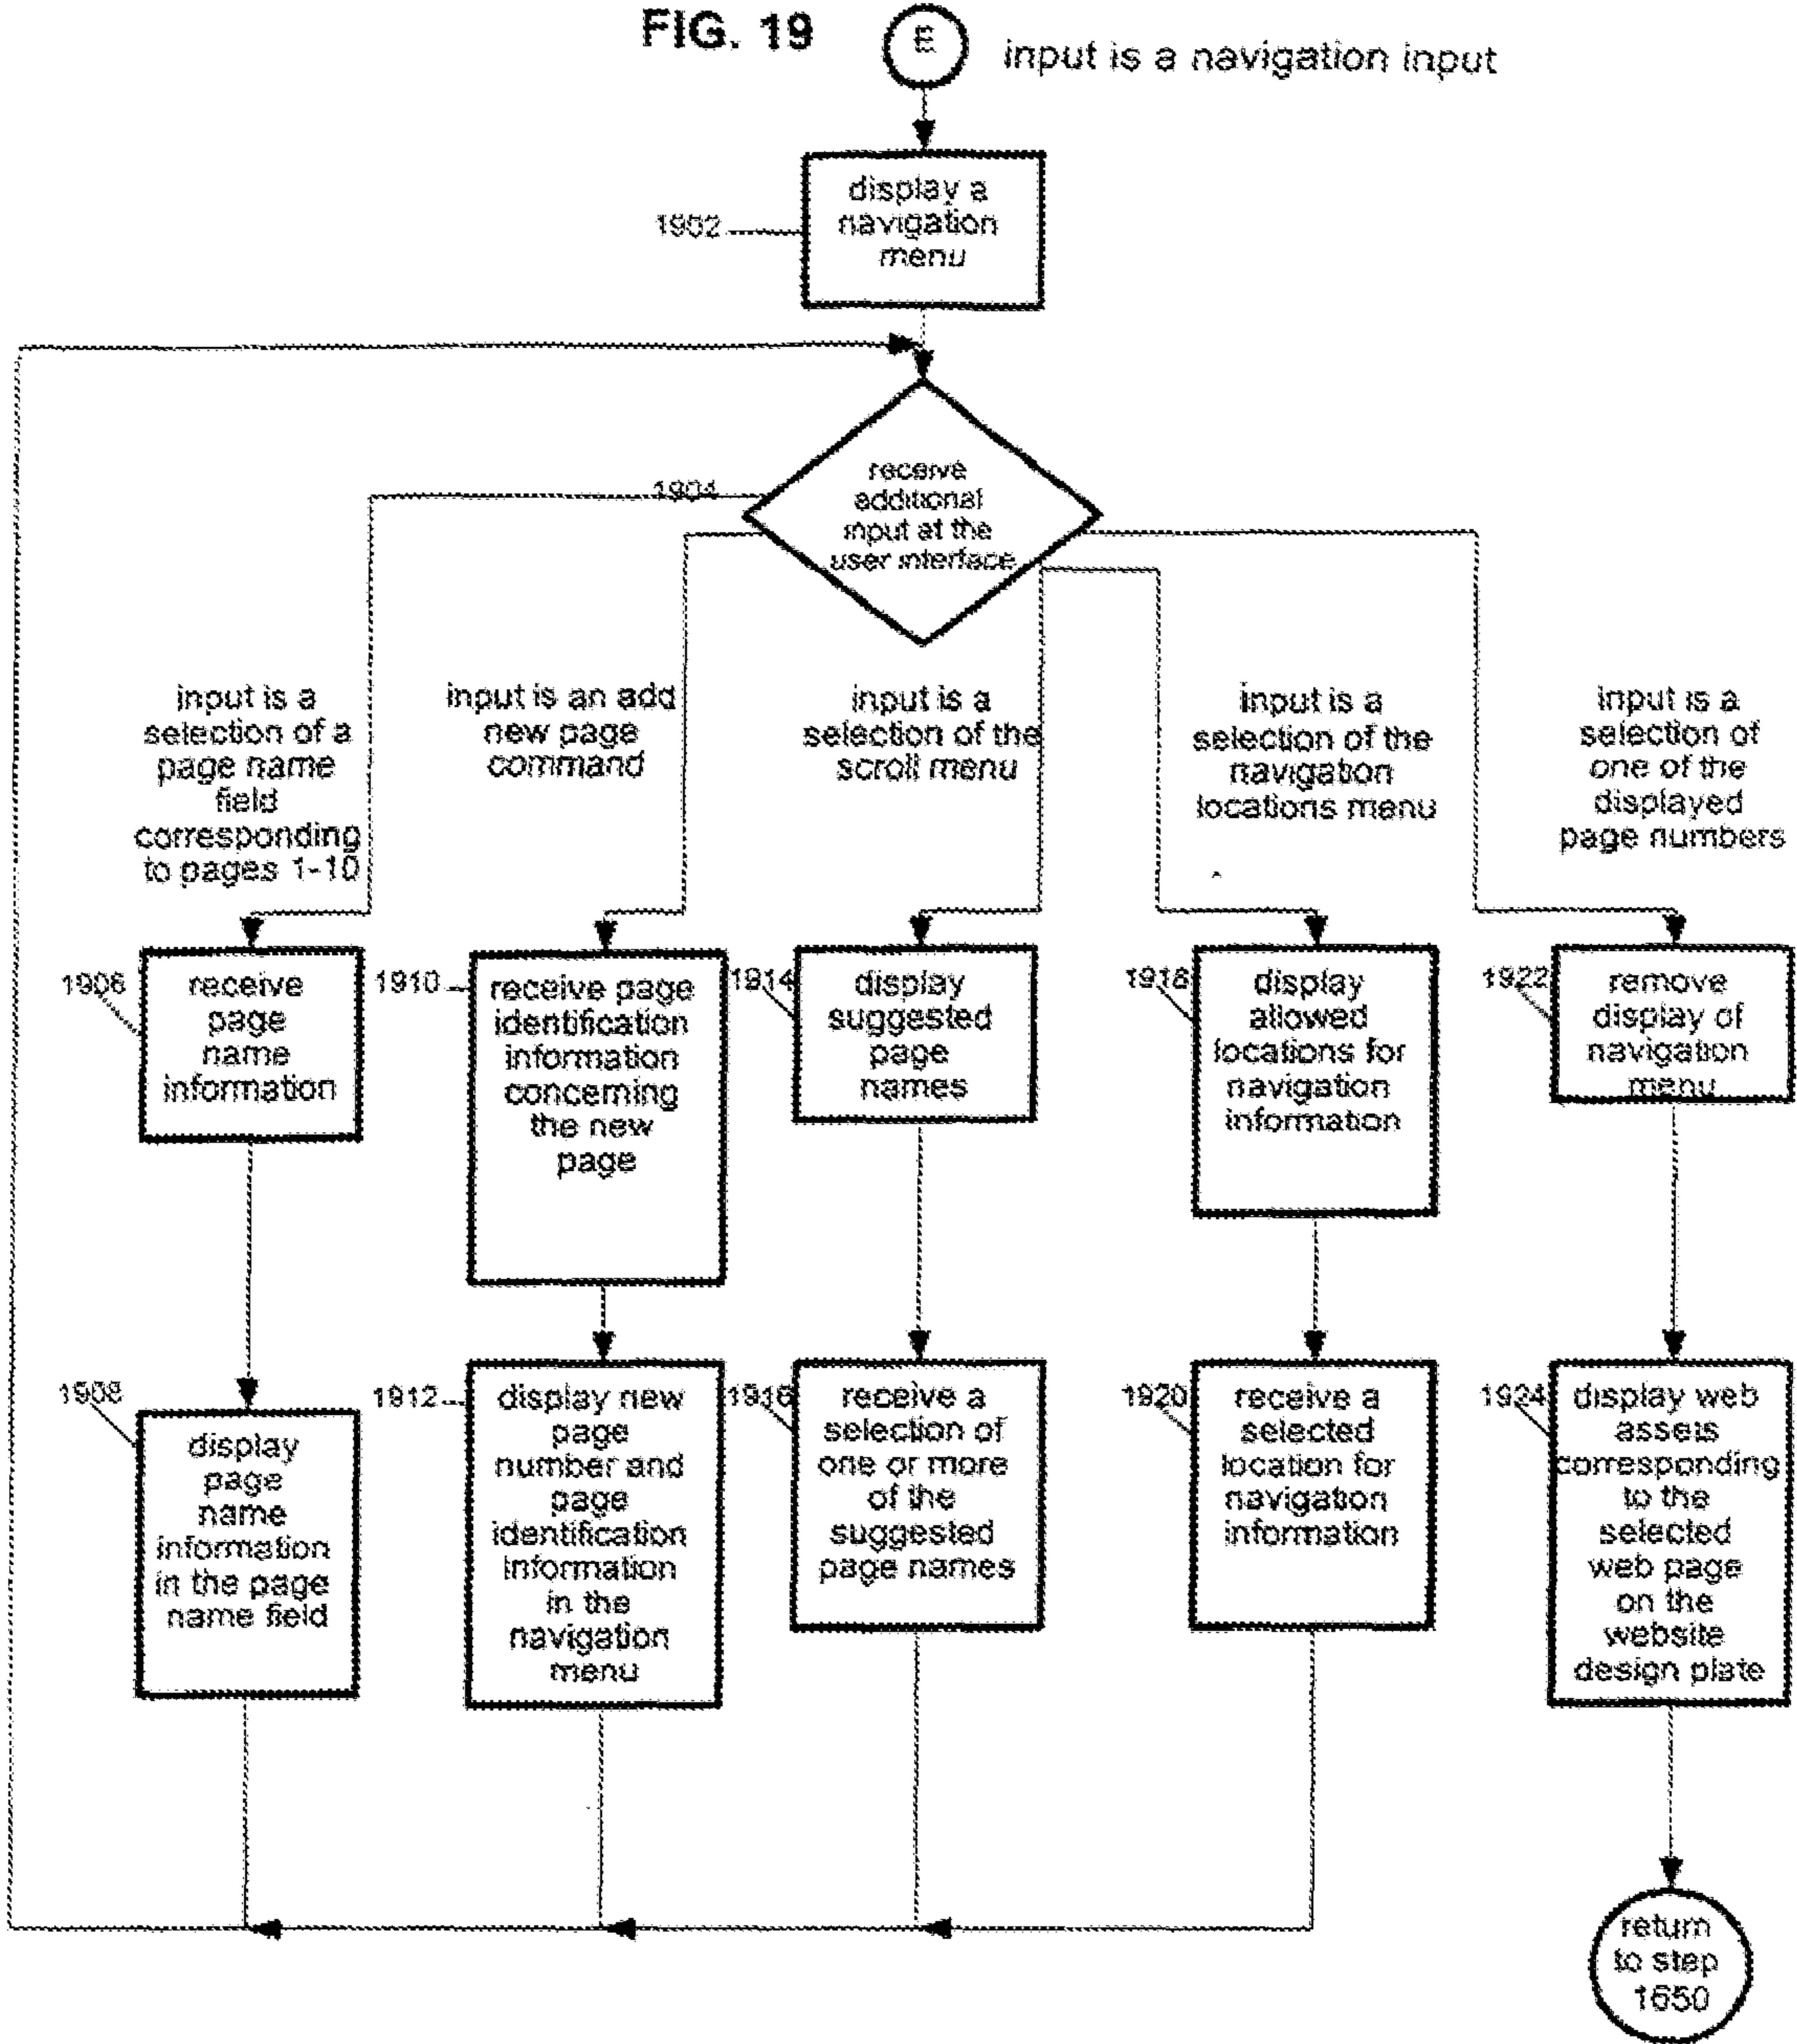 FIG. 19
E
input is a navigation input
display a
navigation
menu
1902
receive
additional
input at the
user interface
1904
input is a
selection of a
page name
field
corresponding
to pages 1-10
input is an add
new page
command
input is a
selection of the
scroll menu
input is a
selection of the
navigation
locations menu
input is a
selection of
one of the
displayed
page numbers
1906
receive
page
name
information
1910
receive page
identification
information
concerning
the new
page
1914
display
suggested
page
names
1918
display
allowed
locations for
navigation
information
1922
remove
display of
navigation
menu
1908
display
page
name
information
in the page
name field
1912
display new
page
number and
page
identification
information
in the
navigation
menu
1916
receive a
selection of
one or more
of the
suggested
page names
1920
receive a
selected
location for
navigation
information
1924
display web
assets
corresponding
to the
selected
web page
on the
website
design plate
return
to step
1650